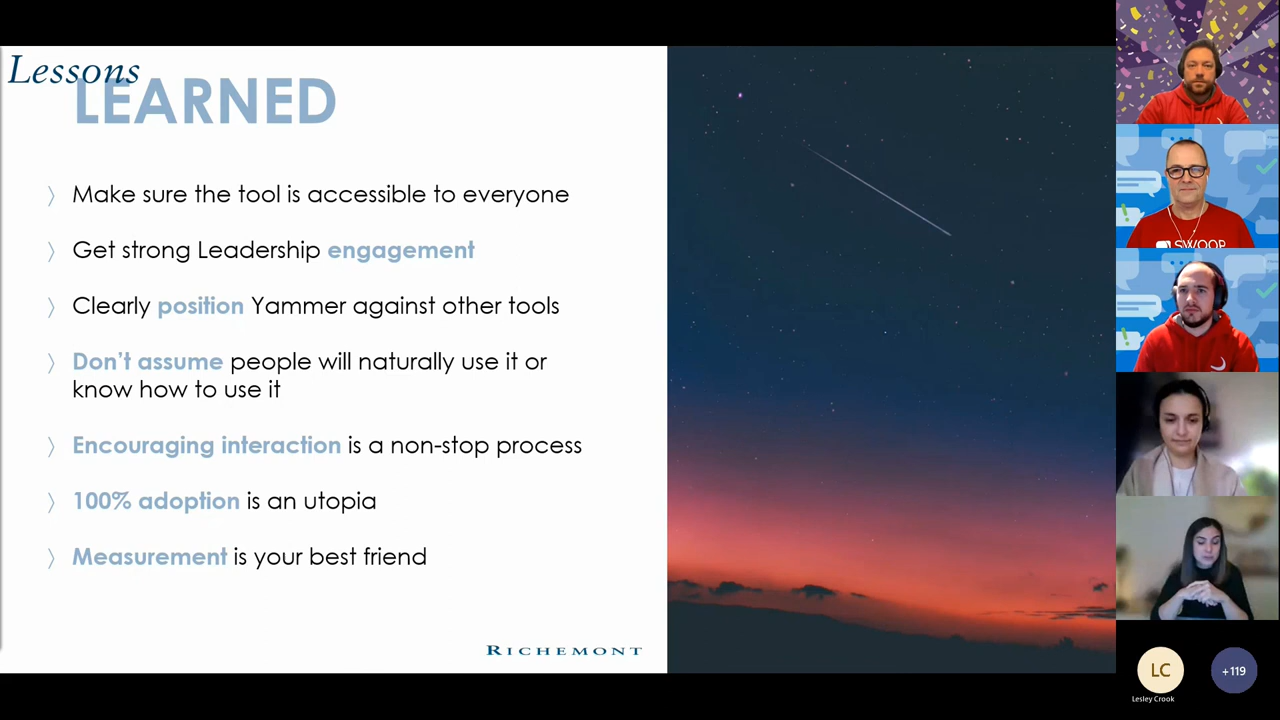 Lessons
LEARNED
〉 Make sure the tool is accessible to everyone
〉 Get strong Leadership engagement
〉 Clearly position Yammer against other tools
〉 Don’t assume people will naturally use it or
know how to use it
〉 Encouraging interaction is a non-stop process
〉 100% adoption is an utopia
〉 Measurement is your best friend
RICHEMONT
SWOOP
LC
+119
Lesley Crook